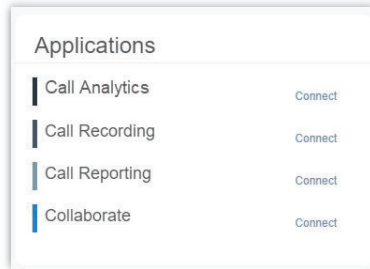 Applications
Call Analytics Connect
Call Recording Connect
Call Reporting Connect
Collaborate Connect